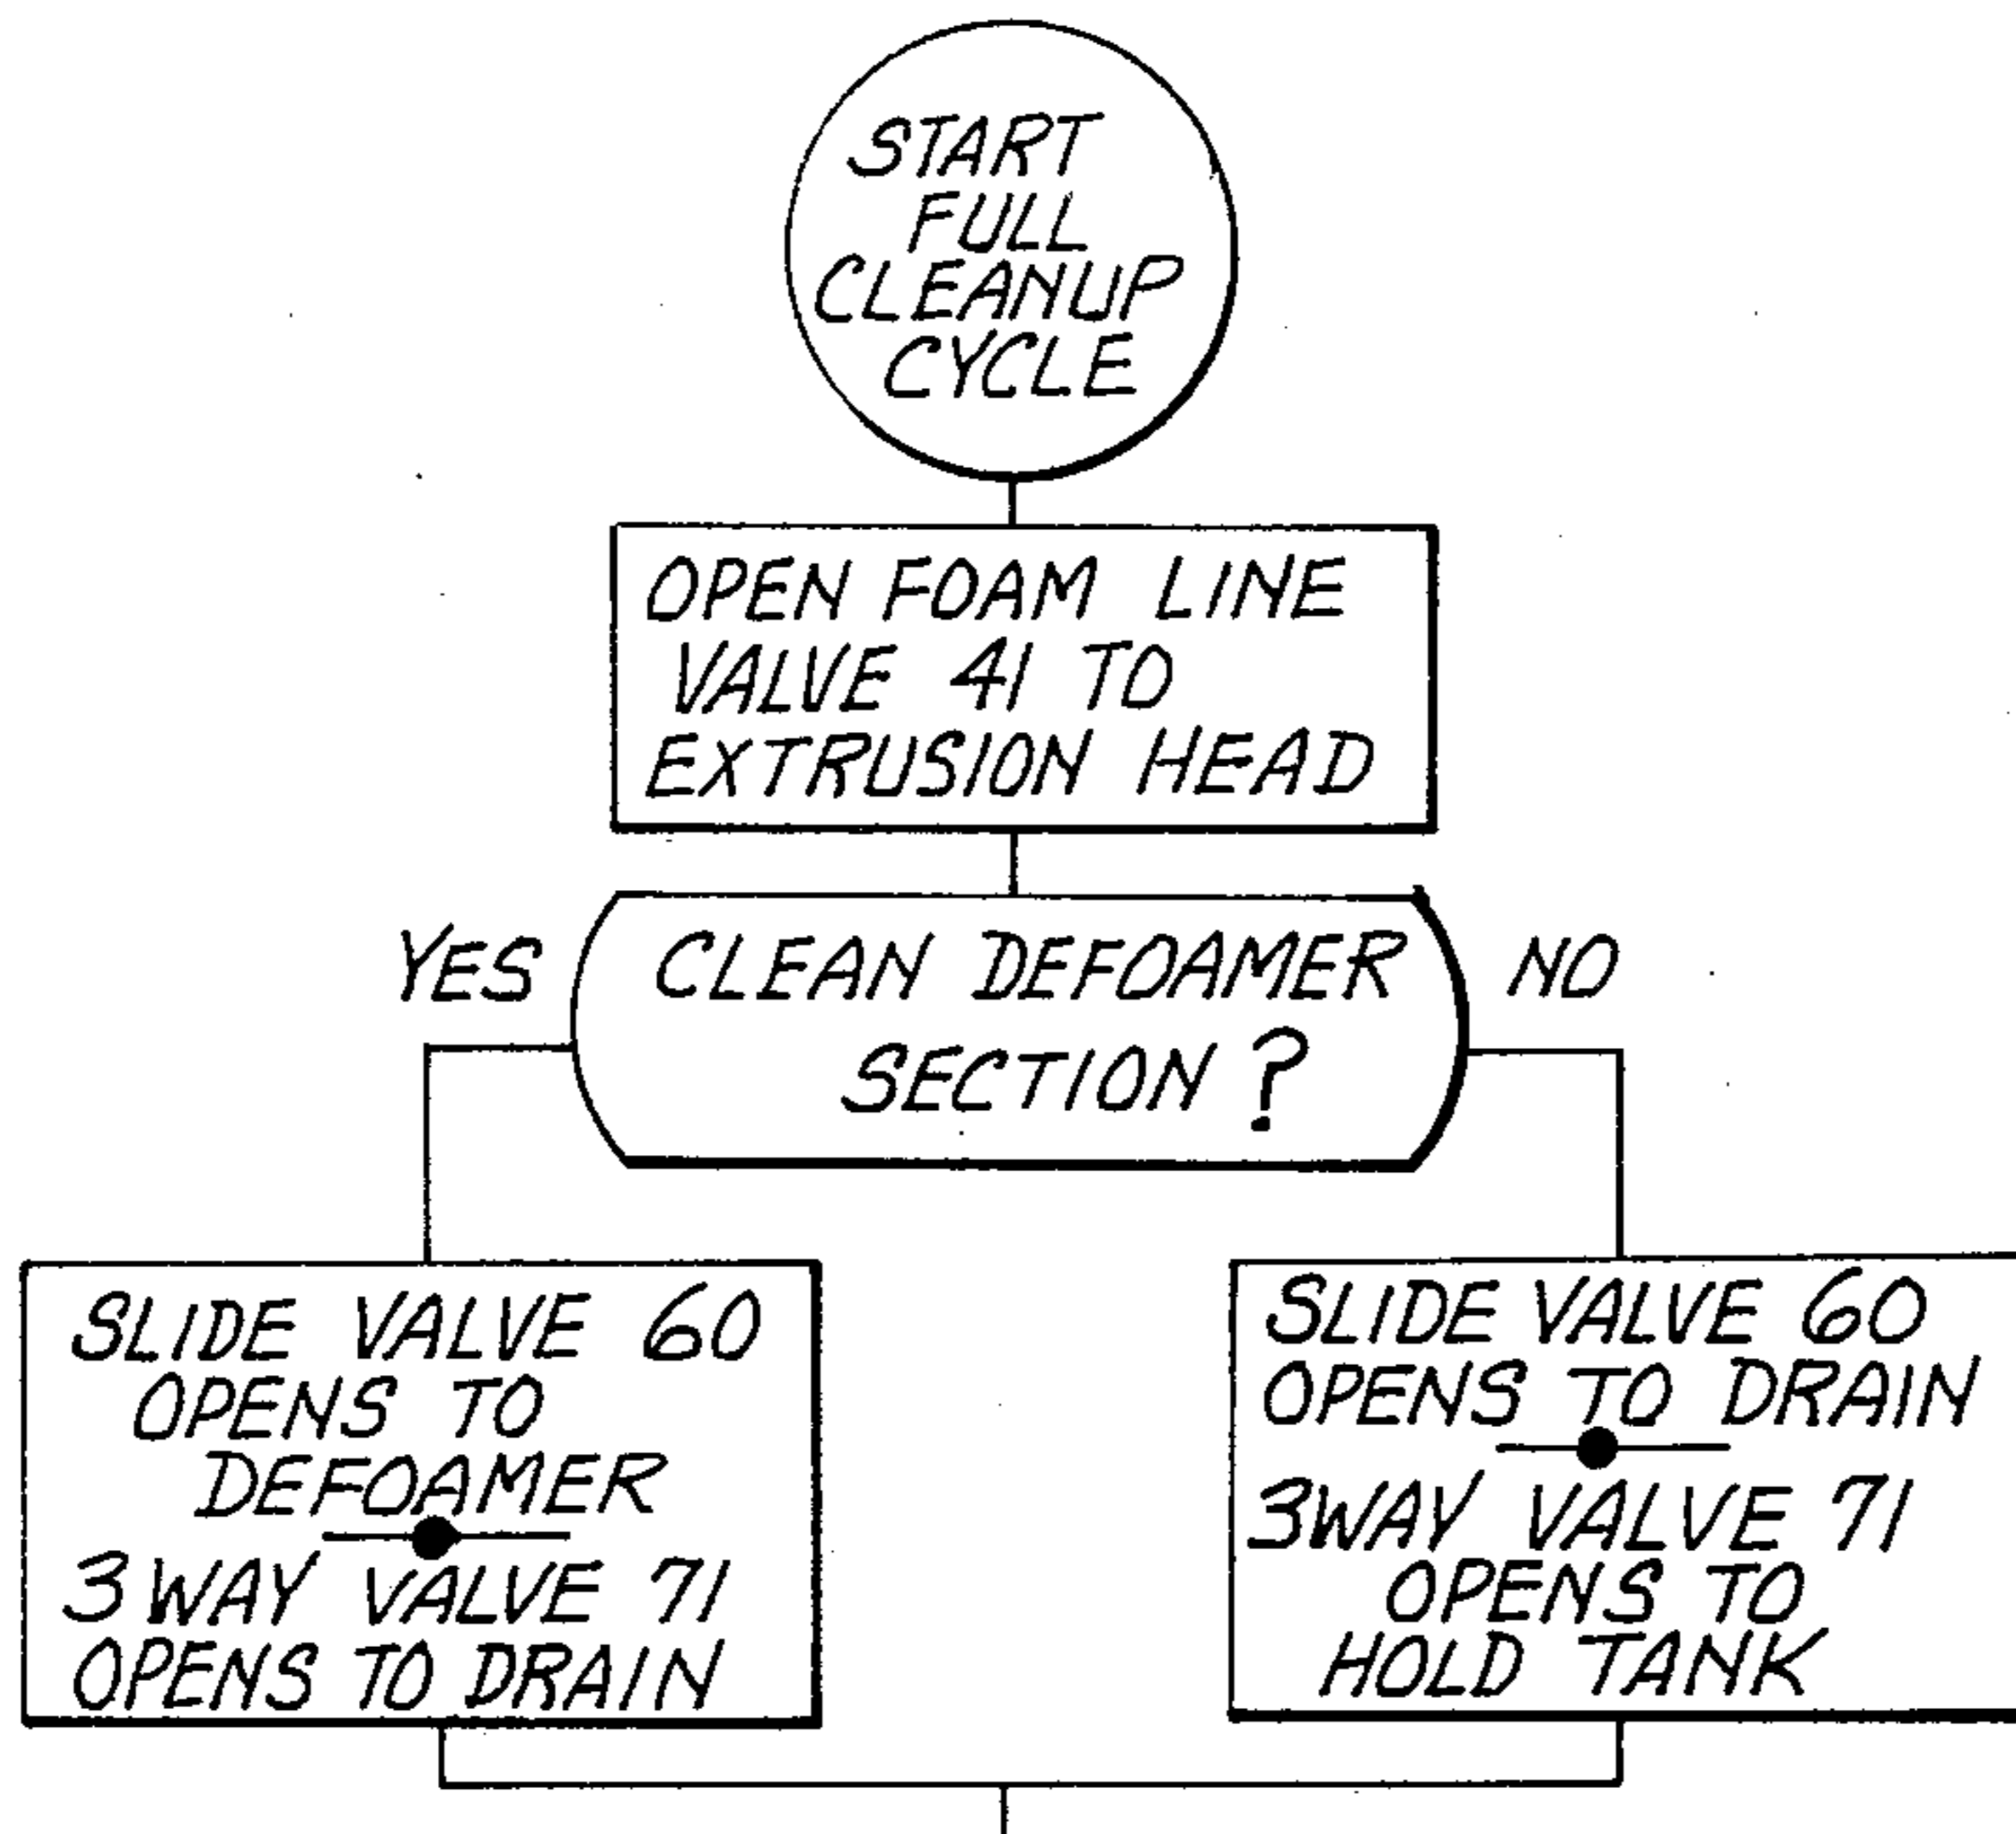 START
FULL
CLEANUP
CYCLE
OPEN FOAM LINE
VALVE 41 TO
EXTRUSION HEAD
YES
CLEAN DEFOAMER
SECTION?
NO
SLIDE VALVE 60
OPENS TO
DEFOAMER
3 WAY VALVE 71
OPENS TO DRAIN
SLIDE VALVE 60
OPENS TO DRAIN
3WAY VALVE 71
OPENS TO
HOLD TANK